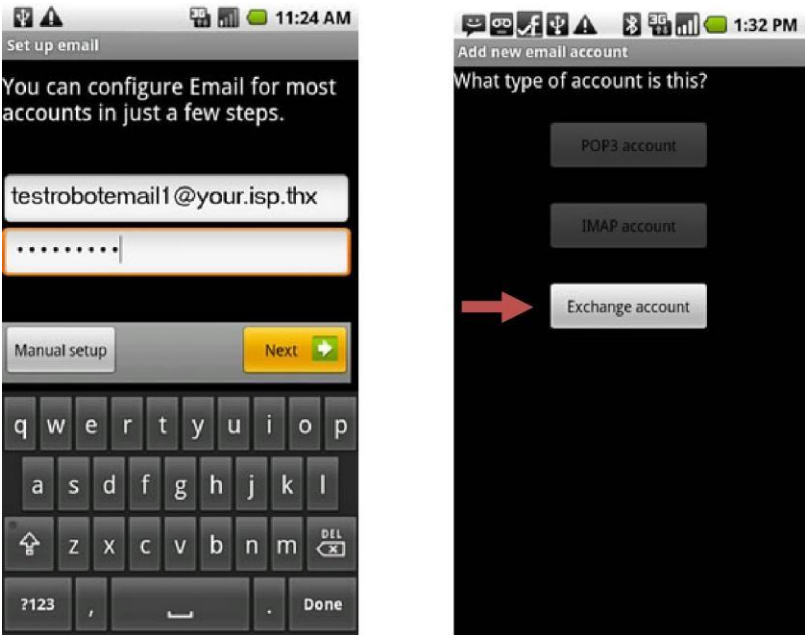 3G
11:24 AM
Set up email
You can configure Email for most
accounts in just a few steps.
testrobotemail1@your.isp.thx
•••••••••
Manual setup
Next
q w e r t y u i o p
a s d f g h j k l
z x c v b n m DEL
?123 , . Done
3G
1:32 PM
Add new email account
What type of account is this?
POP3 account
IMAP account
Exchange account